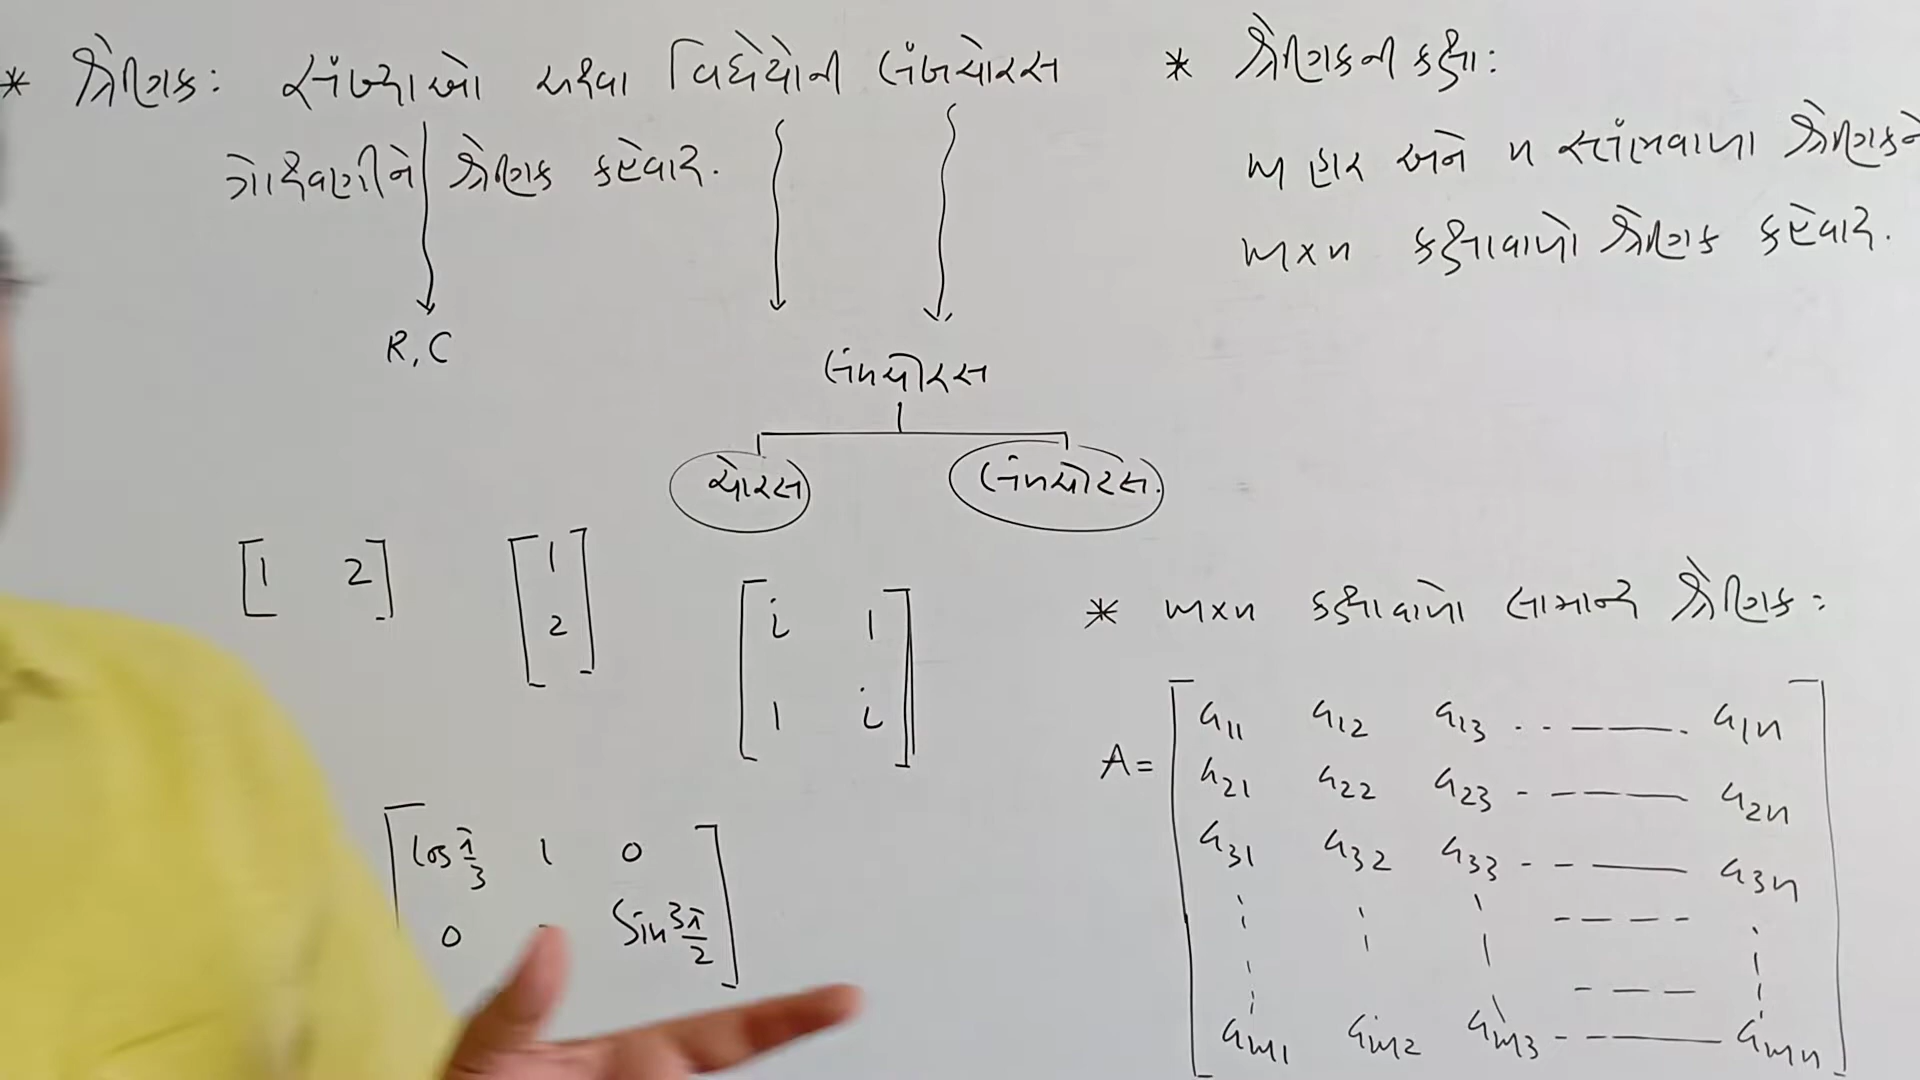 * શ્રેણિક: સંખ્યાઓ અથવા વિધેયોની લંબચોરસ
ગોઠવણીને શ્રેણિક કહેવાય.
R, C
લંબચોરસ
ચોરસ લંબચોરસ.
[1 2]
[1
2]
[i 1
1 i]
[cos π/3 1 0
0 sin 3π/2]
* શ્રેણિકની કક્ષા:
m હાર અને n સ્તંભવાળા શ્રેણિકને
m×n કક્ષાવાળો શ્રેણિક કહેવાય.
* m×n કક્ષાવાળો સામાન્ય શ્રેણિક:
A = [a11 a12 a13 ..------. a1n
a21 a22 a23 ------ a2n
a31 a32 a33 ------ a3n
am1 am2 am3 ------ amn]